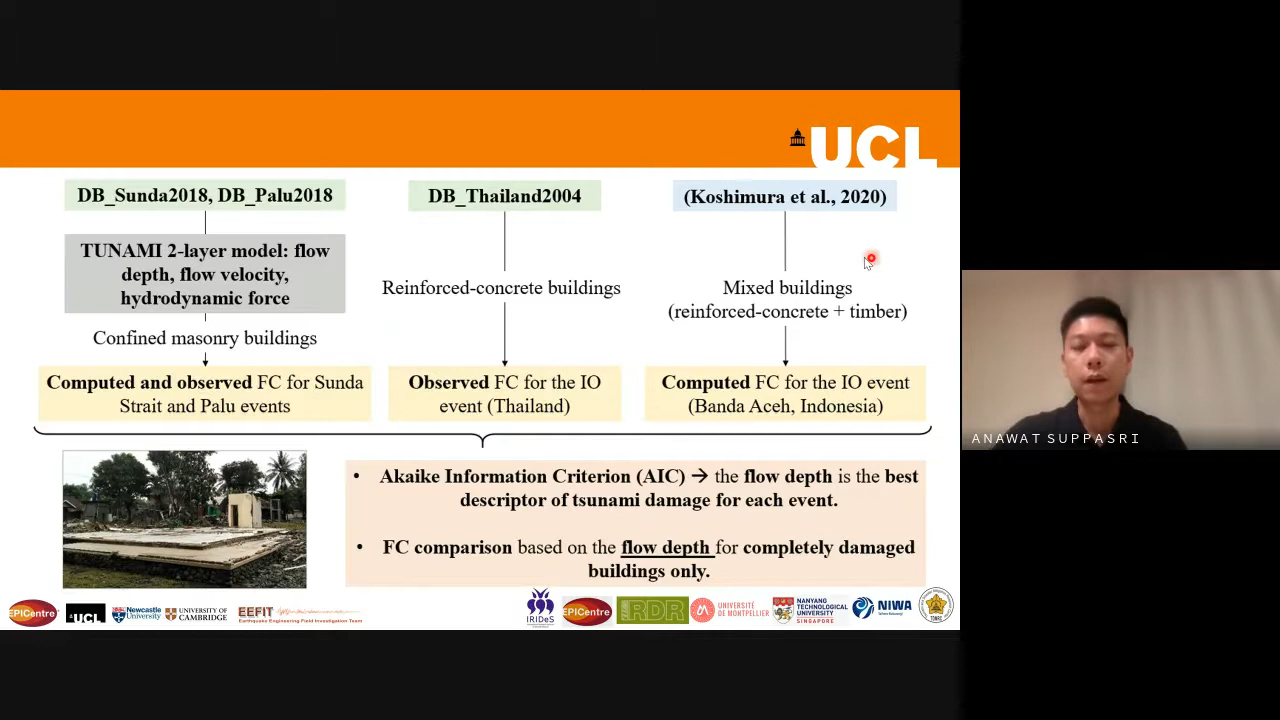 UCL
DB_Sunda2018, DB_Palu2018
TUNAMI 2-layer model: flow
depth, flow velocity,
hydrodynamic force
Confined masonry buildings
Computed and observed FC for Sunda
Strait and Palu events
DB_Thailand2004
Reinforced-concrete buildings
Observed FC for the IO
event (Thailand)
(Koshimura et al., 2020)
Mixed buildings
(reinforced-concrete + timber)
Computed FC for the IO event
(Banda Aceh, Indonesia)
• Akaike Information Criterion (AIC) → the flow depth is the best
descriptor of tsunami damage for each event.
• FC comparison based on the flow depth for completely damaged
buildings only.
ANAWAT SUPPASRI
EPICentre
UCL
Newcastle
University
UNIVERSITY OF
CAMBRIDGE
EEFIT
Earthquake Engineering Field Investigation Team
IRIDeS
EPICentre
RDR
UNIVERSITÉ
DE MONTPELLIER
NANYANG
TECHNOLOGICAL
UNIVERSITY
SINGAPORE
NIWA